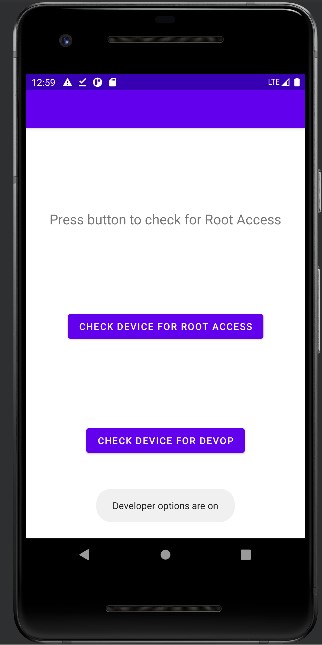 12:59 LTE
Press button to check for Root Access
CHECK DEVICE FOR ROOT ACCESS
CHECK DEVICE FOR DEVOP
Developer options are on